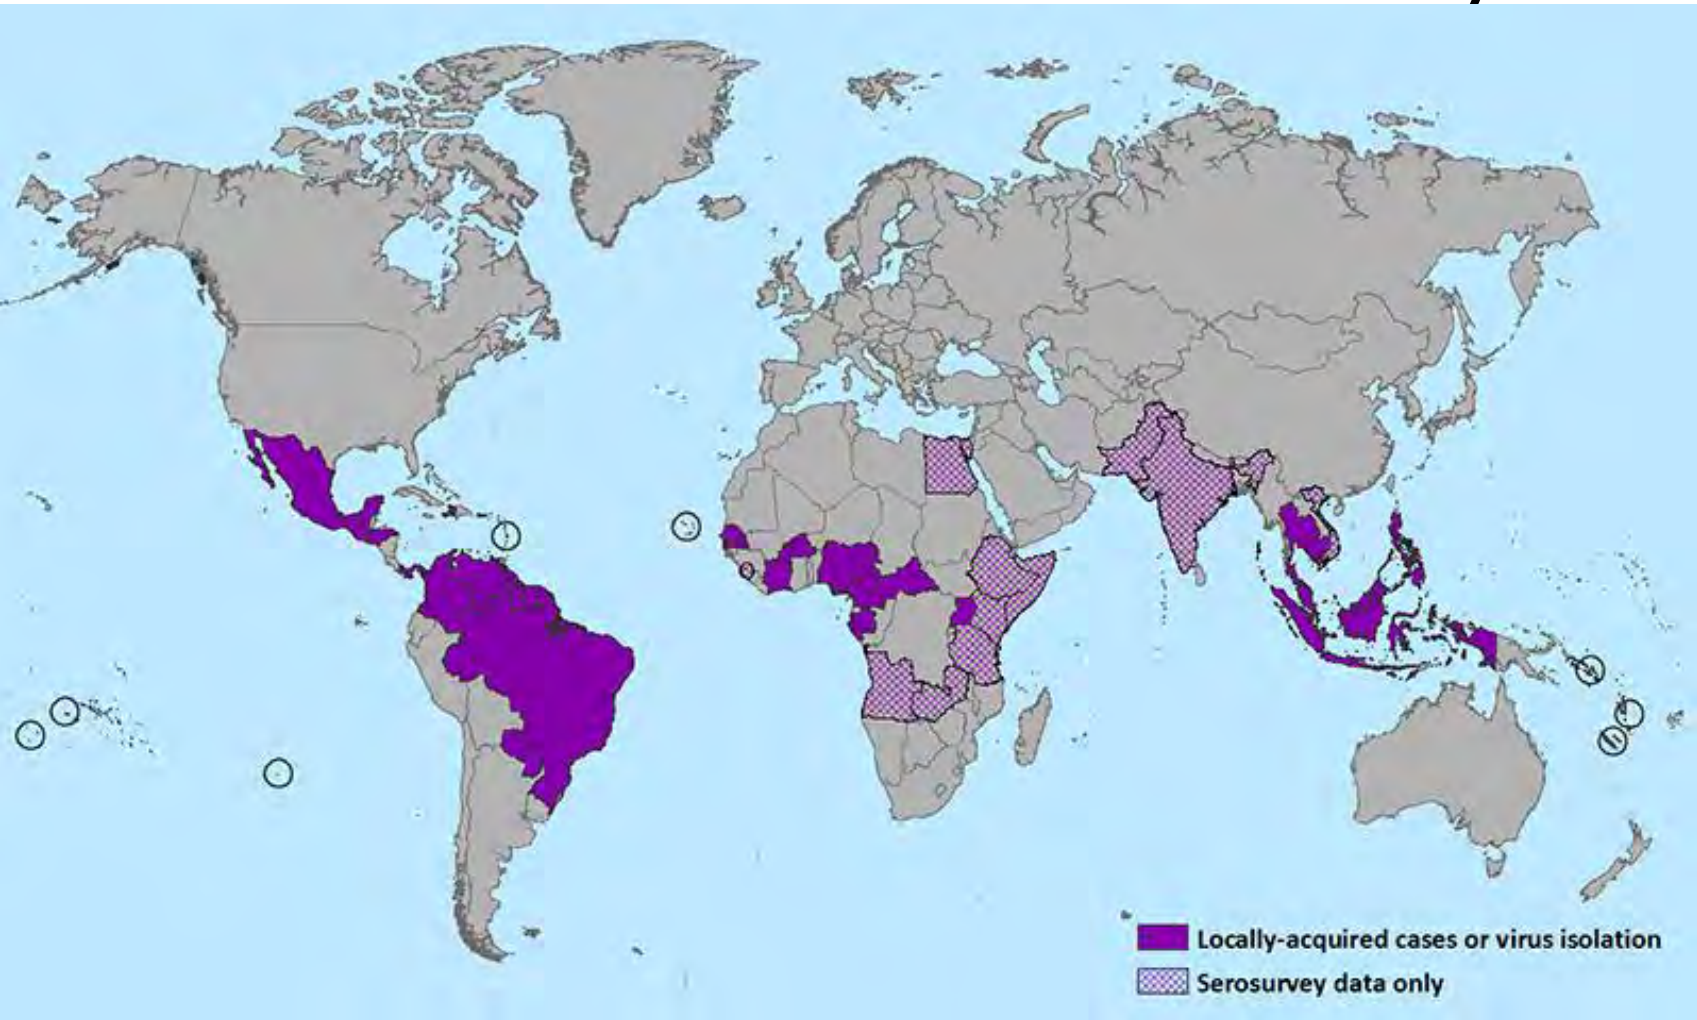 Locally-acquired cases or virus isolation
Serosurvey data only